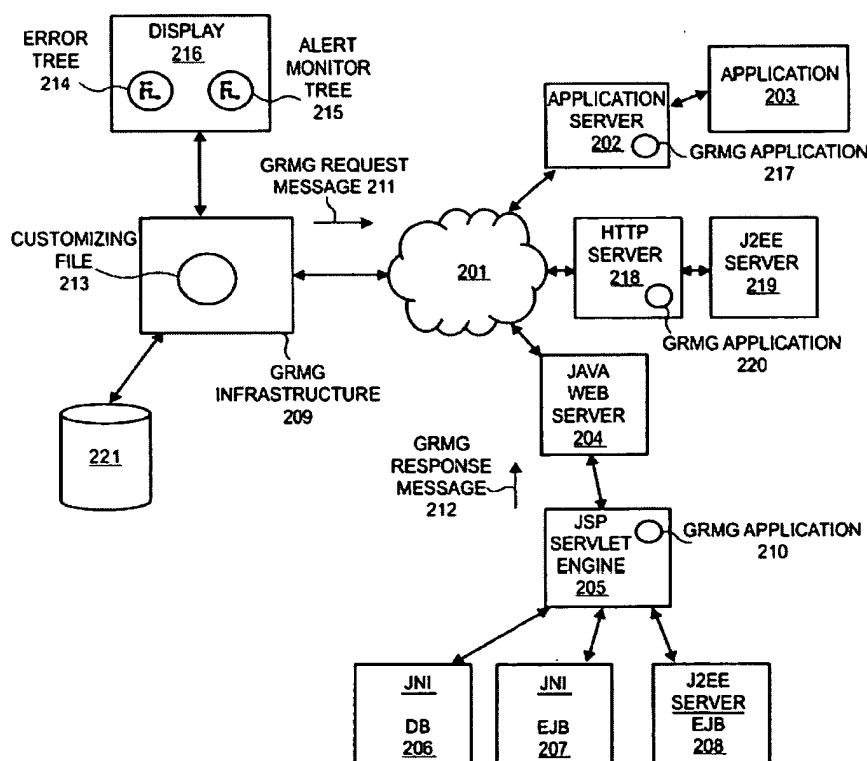 ERROR
TREE
214
DISPLAY
216
ALERT
MONITOR
TREE
215
GRMG REQUEST
MESSAGE 211
CUSTOMIZING
FILE
213
GRMG
INFRASTRUCTURE
209
221
201
APPLICATION
SERVER
202
APPLICATION
203
GRMG APPLICATION
217
HTTP
SERVER
218
J2EE
SERVER
219
GRMG APPLICATION
220
JAVA
WEB
SERVER
204
GRMG
RESPONSE
MESSAGE
212
JSP
SERVLET
ENGINE
205
GRMG APPLICATION
210
JNI
DB
206
JNI
EJB
207
J2EE
SERVER
EJB
208